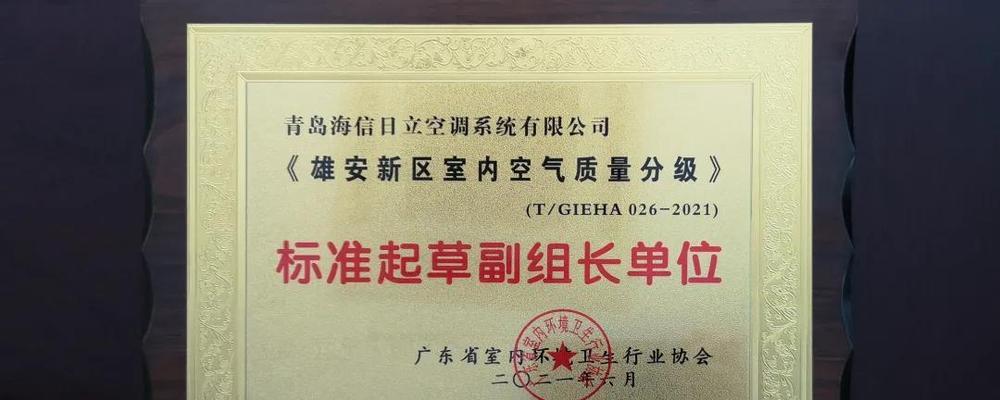 青岛海信日立空调系统有限公司
《雄安新区室内空气质量分级》
(T/GIEHA 026-2021)
标准起草副组长单位
广东省室内环境卫生行业协会
二〇二一年六月